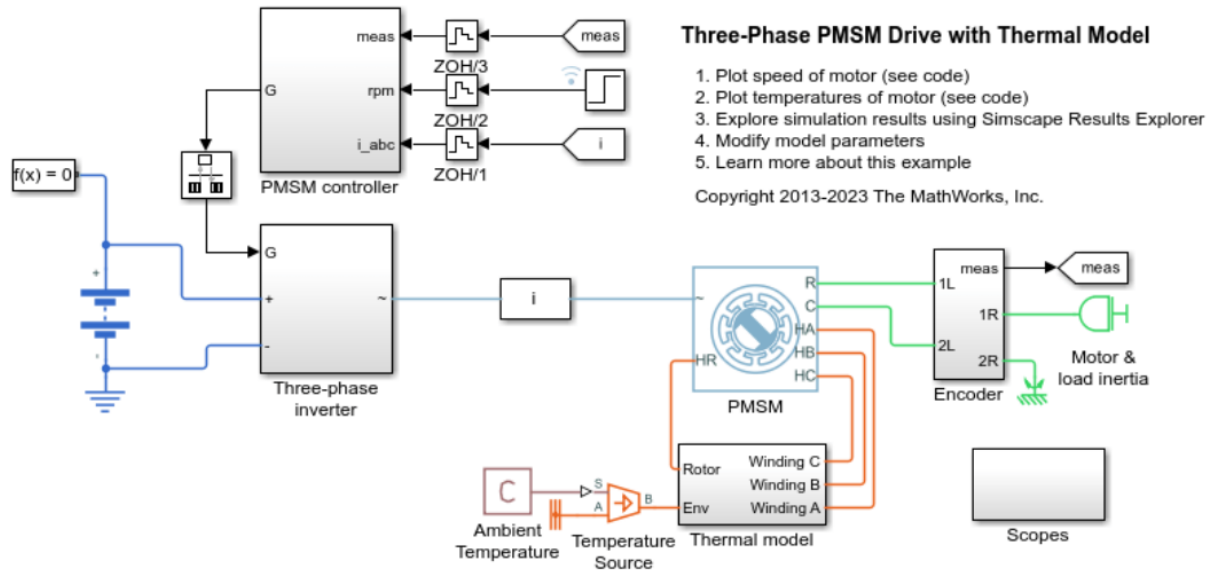 Three-Phase PMSM Drive with Thermal Model
1. Plot speed of motor (see code)
2. Plot temperatures of motor (see code)
3. Explore simulation results using Simscape Results Explorer
4. Modify model parameters
5. Learn more about this example
Copyright 2013-2023 The MathWorks, Inc.
meas
meas
ZOH/3
G
rpm
ZOH/2
i_abc
i
ZOH/1
PMSM controller
f(x) = 0
G
+
+
~
-
-
Three-phase
inverter
i
~
R
C
HA
HB
HC
HR
PMSM
meas
meas
1L
1R
2L
2R
Encoder
Motor &
load inertia
Rotor
Winding C
Winding B
Env
Winding A
Thermal model
C
S
A
B
Ambient
Temperature
Temperature
Source
Scopes